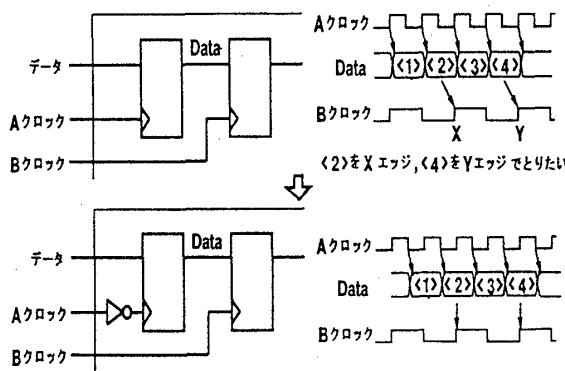 データ
Data
Aクロック
Bクロック
Aクロック
Data
〈1〉 〈2〉 〈3〉 〈4〉
Bクロック
X Y
〈2〉をXエッジ,〈4〉をYエッジでとりたい
データ
Data
Aクロック
Bクロック
Aクロック
Data
〈1〉 〈2〉 〈3〉 〈4〉
Bクロック